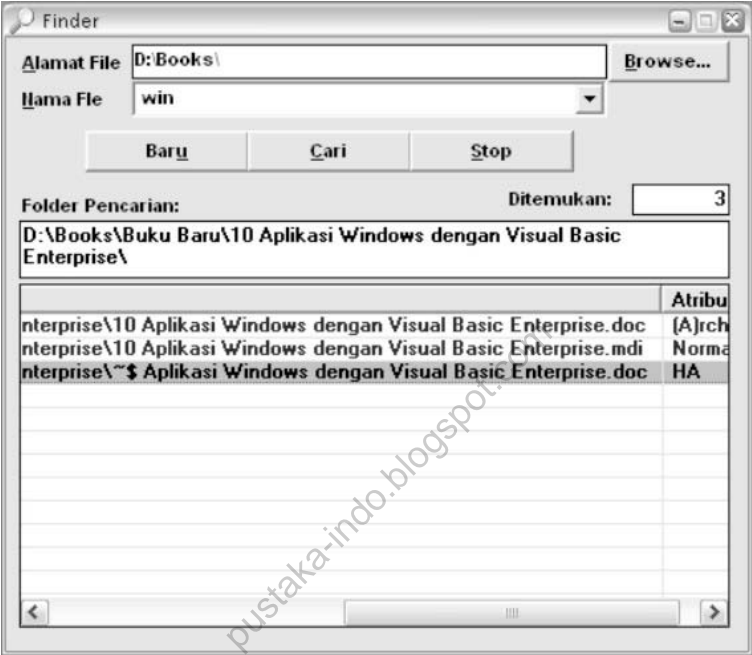 Finder
Alamat File D:\Books\ Browse...
Nama Fle win
Baru Cari Stop
Folder Pencarian: Ditemukan: 3
D:\Books\Buku Baru\10 Aplikasi Windows dengan Visual Basic
Enterprise\
Atribu
nterprise\10 Aplikasi Windows dengan Visual Basic Enterprise.doc (A)rch
nterprise\10 Aplikasi Windows dengan Visual Basic Enterprise.mdi Norma
nterprise\~$ Aplikasi Windows dengan Visual Basic Enterprise.doc HA
pustaka-indo.blogspot.com